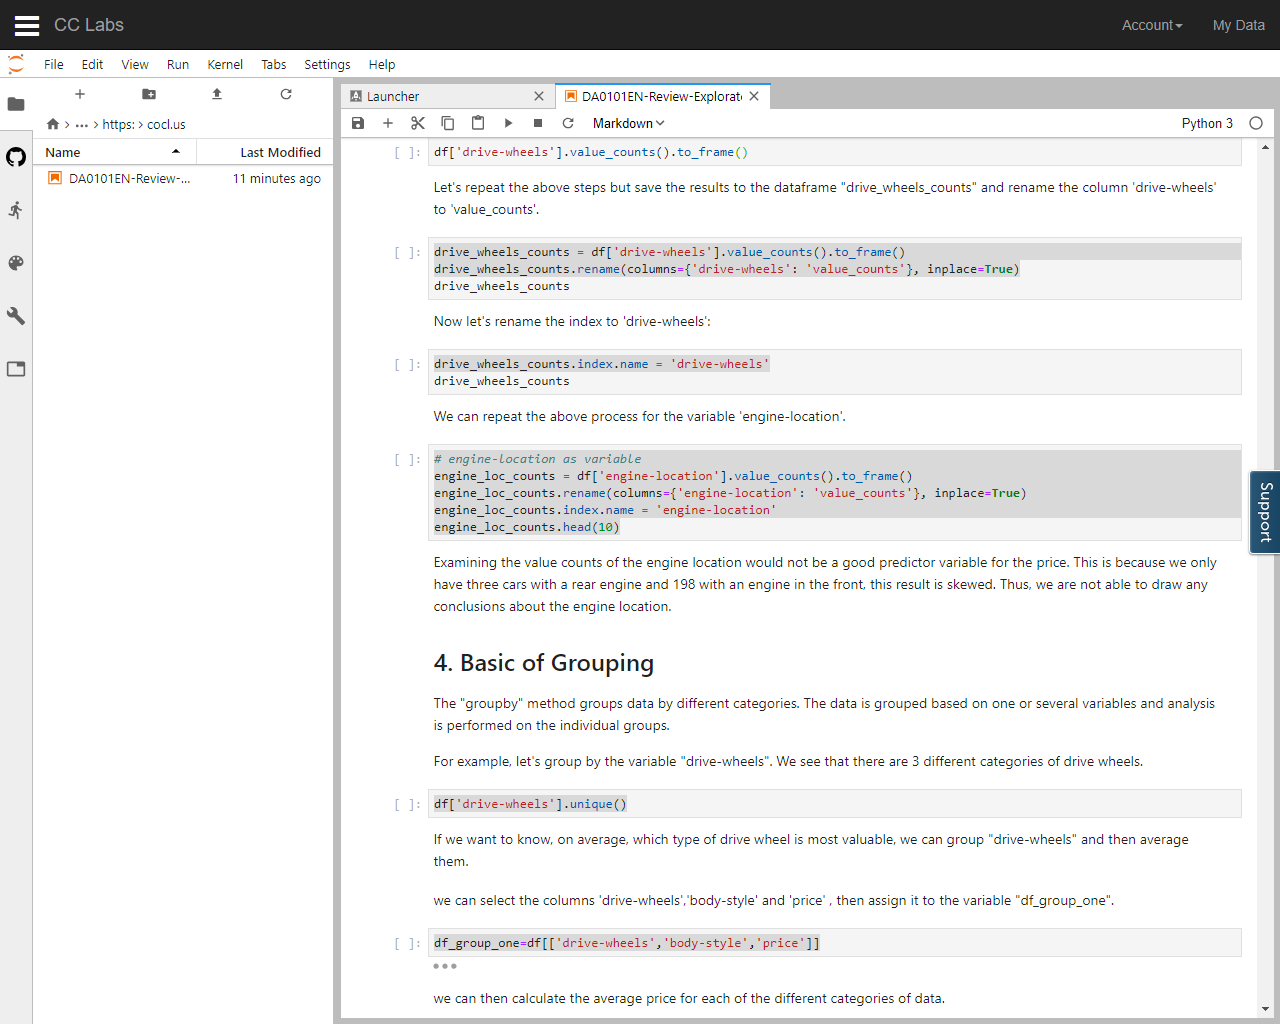 CC Labs
Account
My Data
File
Edit
View
Run
Kernel
Tabs
Settings
Help
https: > cocl.us
Name
Last Modified
DA0101EN-Review-...
11 minutes ago
Launcher
DA0101EN-Review-Explorat
Markdown
Python 3
[ ]:
df['drive-wheels'].value_counts().to_frame()
Let's repeat the above steps but save the results to the dataframe "drive_wheels_counts" and rename the column 'drive-wheels'
to 'value_counts'.
[ ]:
drive_wheels_counts = df['drive-wheels'].value_counts().to_frame()
drive_wheels_counts.rename(columns={'drive-wheels': 'value_counts'}, inplace=True)
drive_wheels_counts
Now let's rename the index to 'drive-wheels':
[ ]:
drive_wheels_counts.index.name = 'drive-wheels'
drive_wheels_counts
We can repeat the above process for the variable 'engine-location'.
[ ]:
# engine-location as variable
engine_loc_counts = df['engine-location'].value_counts().to_frame()
engine_loc_counts.rename(columns={'engine-location': 'value_counts'}, inplace=True)
engine_loc_counts.index.name = 'engine-location'
engine_loc_counts.head(10)
Support
Examining the value counts of the engine location would not be a good predictor variable for the price. This is because we only
have three cars with a rear engine and 198 with an engine in the front, this result is skewed. Thus, we are not able to draw any
conclusions about the engine location.
4. Basic of Grouping
The "groupby" method groups data by different categories. The data is grouped based on one or several variables and analysis
is performed on the individual groups.
For example, let's group by the variable "drive-wheels". We see that there are 3 different categories of drive wheels.
[ ]:
df['drive-wheels'].unique()
If we want to know, on average, which type of drive wheel is most valuable, we can group "drive-wheels" and then average
them.
we can select the columns 'drive-wheels','body-style' and 'price' , then assign it to the variable "df_group_one".
[ ]:
df_group_one=df[['drive-wheels','body-style','price']]
we can then calculate the average price for each of the different categories of data.